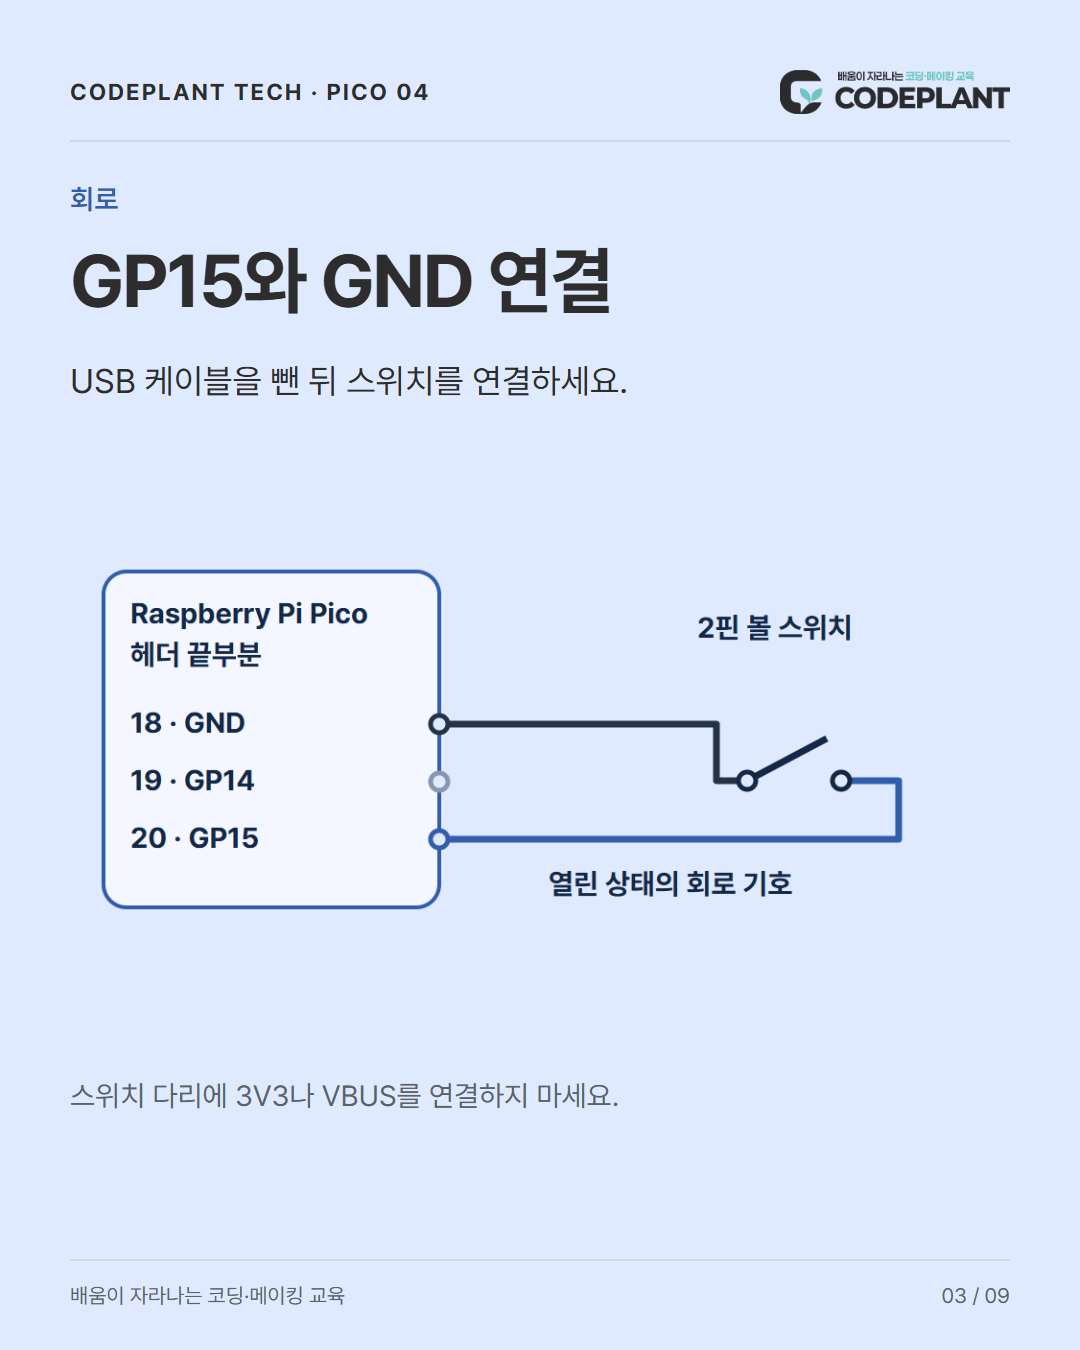 CODEPLANT TECH · PICO 04
배움이 자라나는 코딩·메이킹 교육
CODEPLANT
회로
GP15와 GND 연결
USB 케이블을 뺀 뒤 스위치를 연결하세요.
Raspberry Pi Pico
헤더 끝부분
18 · GND
19 · GP14
20 · GP15
2핀 볼 스위치
열린 상태의 회로 기호
스위치 다리에 3V3나 VBUS를 연결하지 마세요.
배움이 자라나는 코딩·메이킹 교육
03 / 09